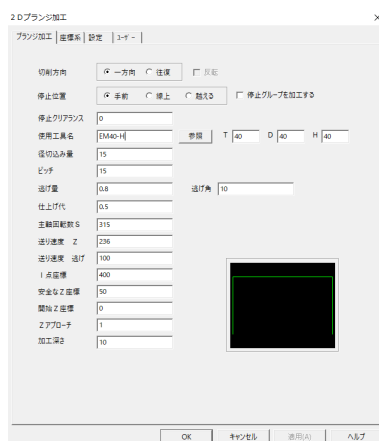 2Dプランジ加工 ×
プランジ加工 座標系 設定 ユーザー
切削方向 一方向 往復 反転
停止位置 手前 線上 越える 停止グループを加工する
停止クリアランス 0
使用工具名 EM40-H 参照 T 40 D 40 H 40
径切込み量 15
ピッチ 15
逃げ量 0.8 逃げ角 10
仕上げ代 0.5
主軸回転数S 315
送り速度 Z 236
送り速度 逃げ 100
I点座標 400
安全なZ座標 50
開始Z座標 0
Zアプローチ 1
加工深さ 10
OK キャンセル 適用(A) ヘルプ